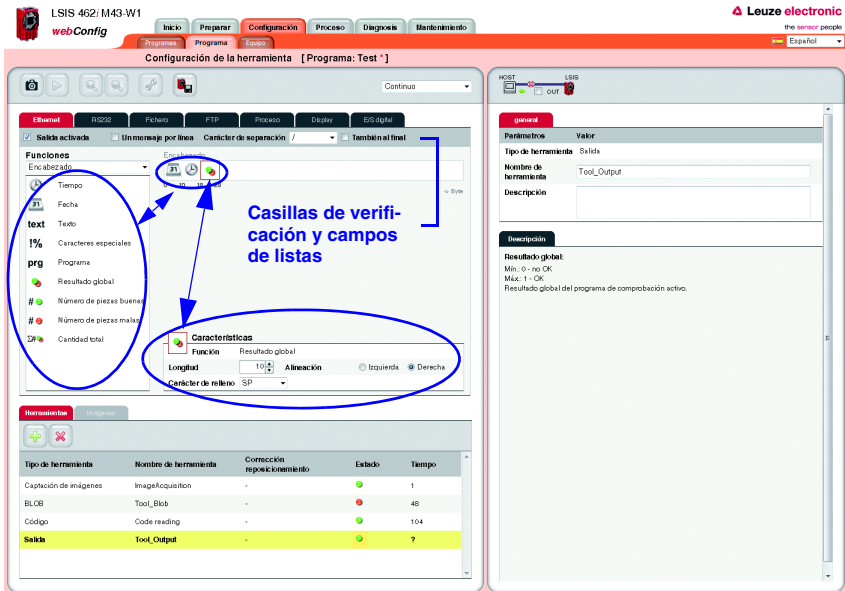 LSIS 462i M43-W1
webConfig
Inicio Preparar Configuración Proceso Diagnosis Mantenimiento
Leuze electronic
the sensor people
Programas Programa Equipo
Español
Configuración de la herramienta [Programa: Test *]
Continuo
HOST LSIS
OUT
Ethernet RS232 Fichero FTP Proceso Display E/S digital
Salida activada Un mensaje por línea Carácter de separación / También al final
Funciones
Encabezado
Encabezado
Byte
Tiempo
31 Fecha
text Texto
!% Caracteres especiales
prg Programa
Resultado global
# Número de piezas buenas
# Número de piezas malas
Σ# Cantidad total
31
Casillas de verifi-
cación y campos
de listas
Características
Función Resultado global
Longitud 10 Alineación Izquierda Derecha
Carácter de relleno SP
general
Parámetros Valor
Tipo de herramienta Salida
Nombre de
herramienta
Tool_Output
Descripción
Descripción
Resultado global:
Mín.: 0 - no OK
Máx.: 1 - OK
Resultado global del programa de comprobación activo.
Herramientas Imágenes
Tipo de herramienta Nombre de herramienta Corrección
reposicionamiento Estado Tiempo
Captación de imágenes ImageAcquisition - 1
BLOB Tool_Blob - 48
Código Code reading - 104
Salida Tool_Output - ?